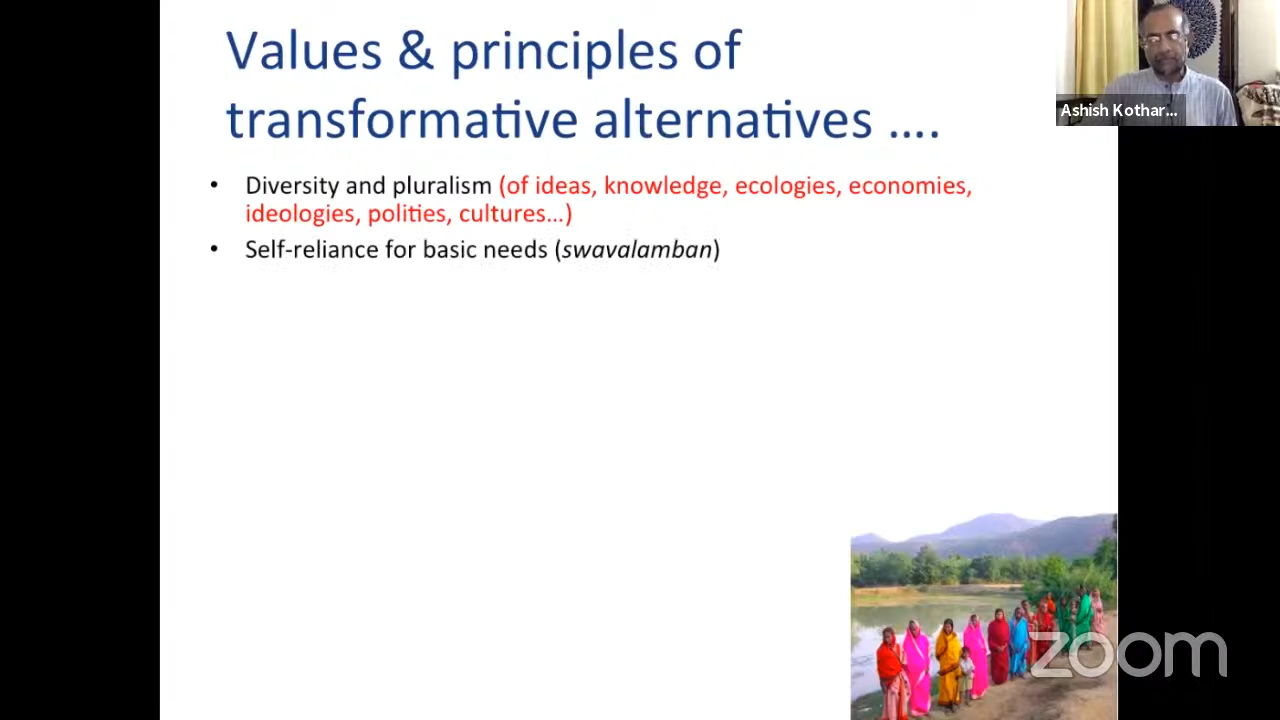 Values & principles of
transformative alternatives ....
• Diversity and pluralism (of ideas, knowledge, ecologies, economies,
ideologies, polities, cultures...)
• Self-reliance for basic needs (swavalamban)
Ashish Kothar...
zoom